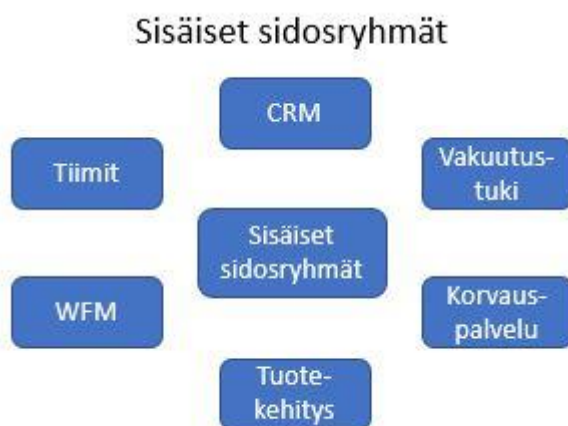 Sisäiset sidosryhmät
CRM
Tiimit
Vakuutus-
tuki
Sisäiset
sidosryhmät
WFM
Korvaus-
palvelu
Tuote-
kehitys